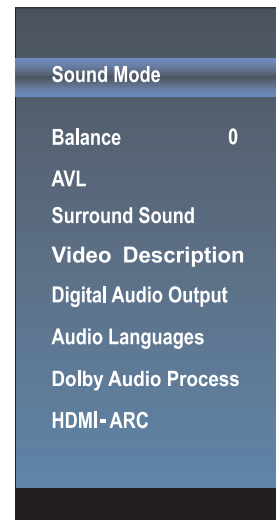 Sound Mode
Balance 0
AVL
Surround Sound
Video Description
Digital Audio Output
Audio Languages
Dolby Audio Process
HDMI-ARC